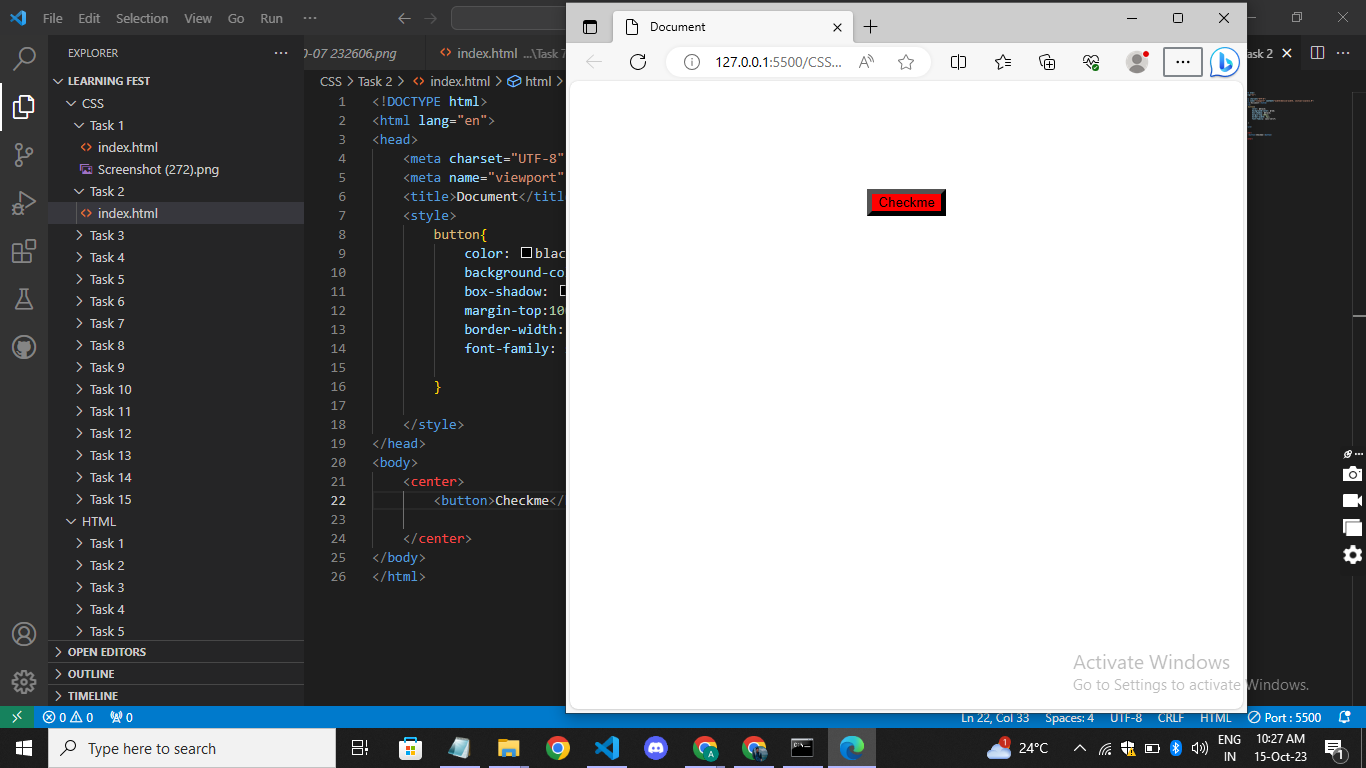 File Edit Selection View Go Run ···
EXPLORER ···
LEARNING FEST
CSS
Task 1
index.html
Screenshot (272).png
Task 2
index.html
Task 3
Task 4
Task 5
Task 6
Task 7
Task 8
Task 9
Task 10
Task 11
Task 12
Task 13
Task 14
Task 15
HTML
Task 1
Task 2
Task 3
Task 4
Task 5
OPEN EDITORS
OUTLINE
TIMELINE
0-07 232606.png index.html ...\Task 7
CSS > Task 2 > index.html > html >
1 <!DOCTYPE html>
2 <html lang="en">
3 <head>
4 <meta charset="UTF-8"
5 <meta name="viewport"
6 <title>Document</titl
7 <style>
8 button{
9 color: blac
10 background-co
11 box-shadow:
12 margin-top:10
13 border-width:
14 font-family:
15
16 }
17
18 </style>
19 </head>
20 <body>
21 <center>
22 <button>Checkme</
23
24 </center>
25 </body>
26 </html>
Document
127.0.0.1:5500/CSS...
Checkme
ask 2
Activate Windows
Go to Settings to activate Windows.
0 0 0
Ln 22, Col 33 Spaces: 4 UTF-8 CRLF HTML Port : 5500
Type here to search
1
24°C
ENG
IN
10:27 AM
15-Oct-23
1